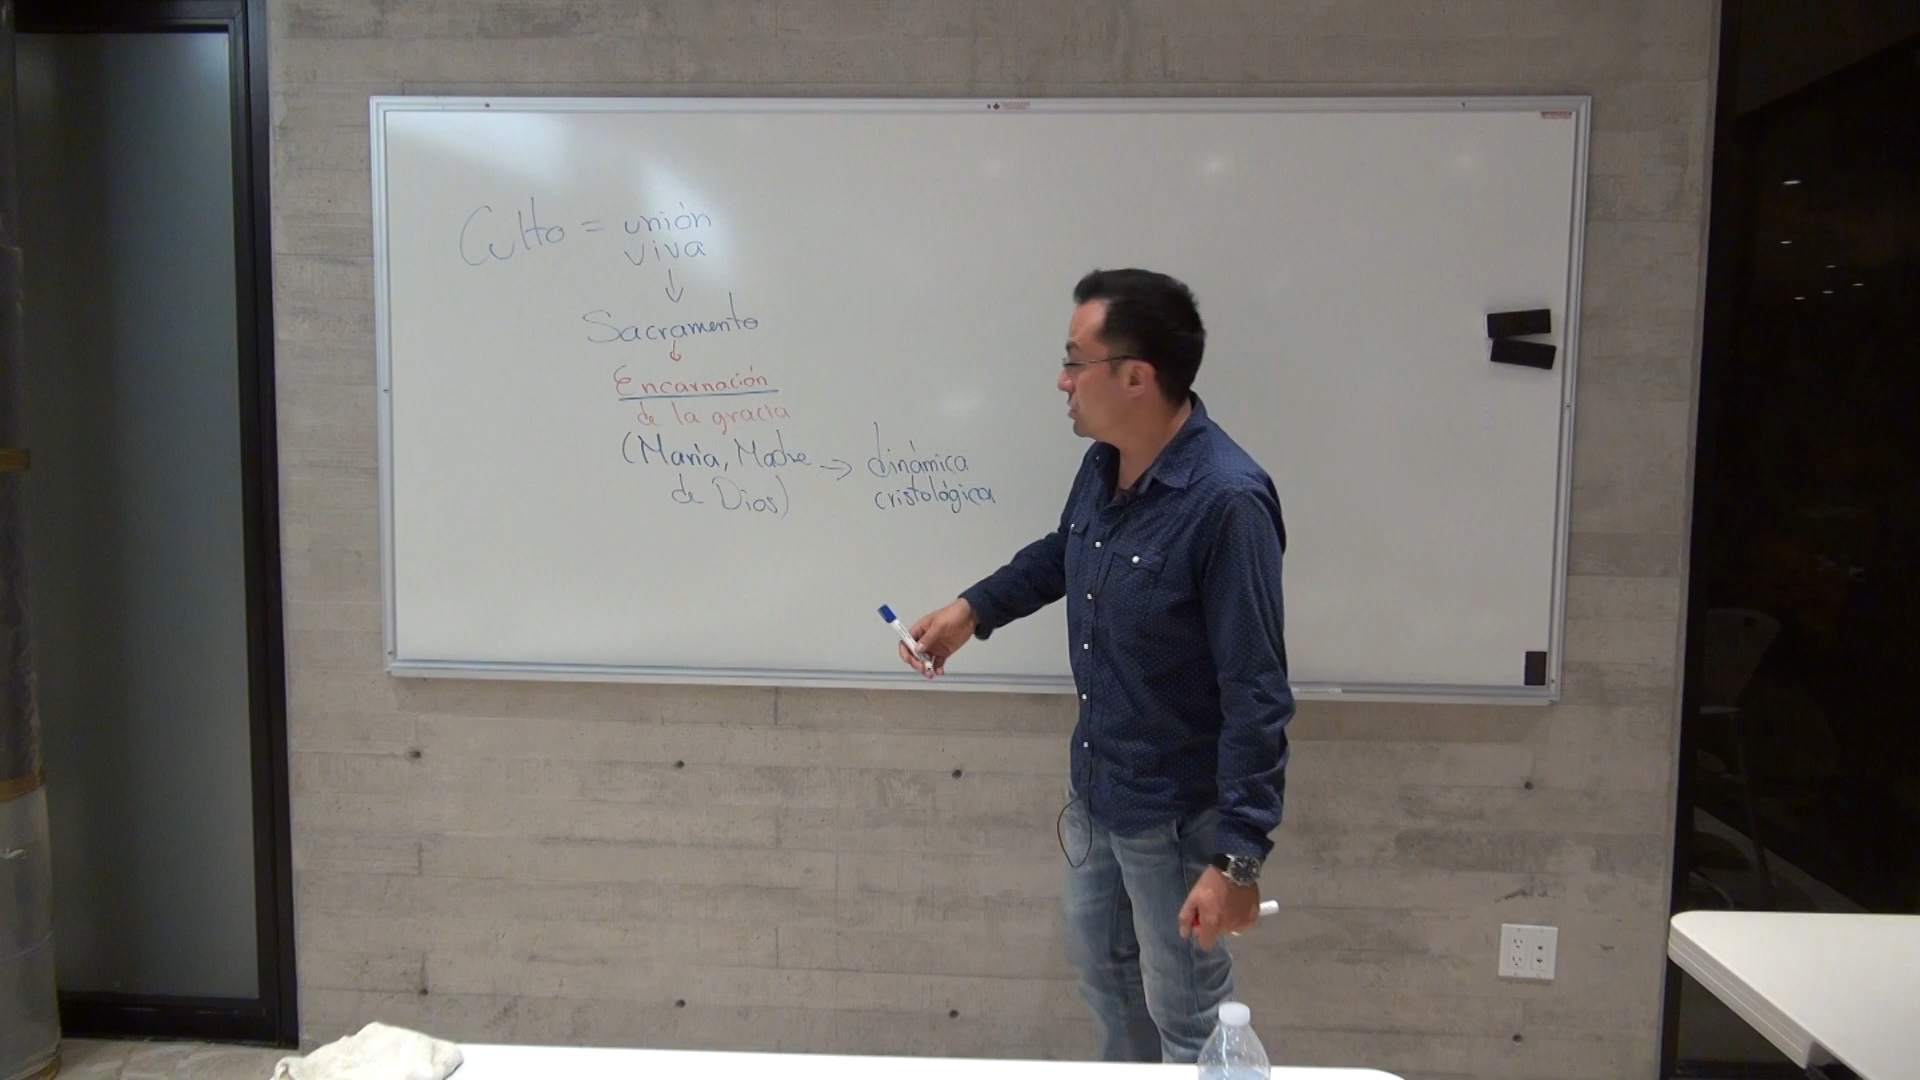 Culto = unión
viva
↓
Sacramento
↓
Encarnación
de la gracia
(María, Madre → dinámica
de Dios) cristológica